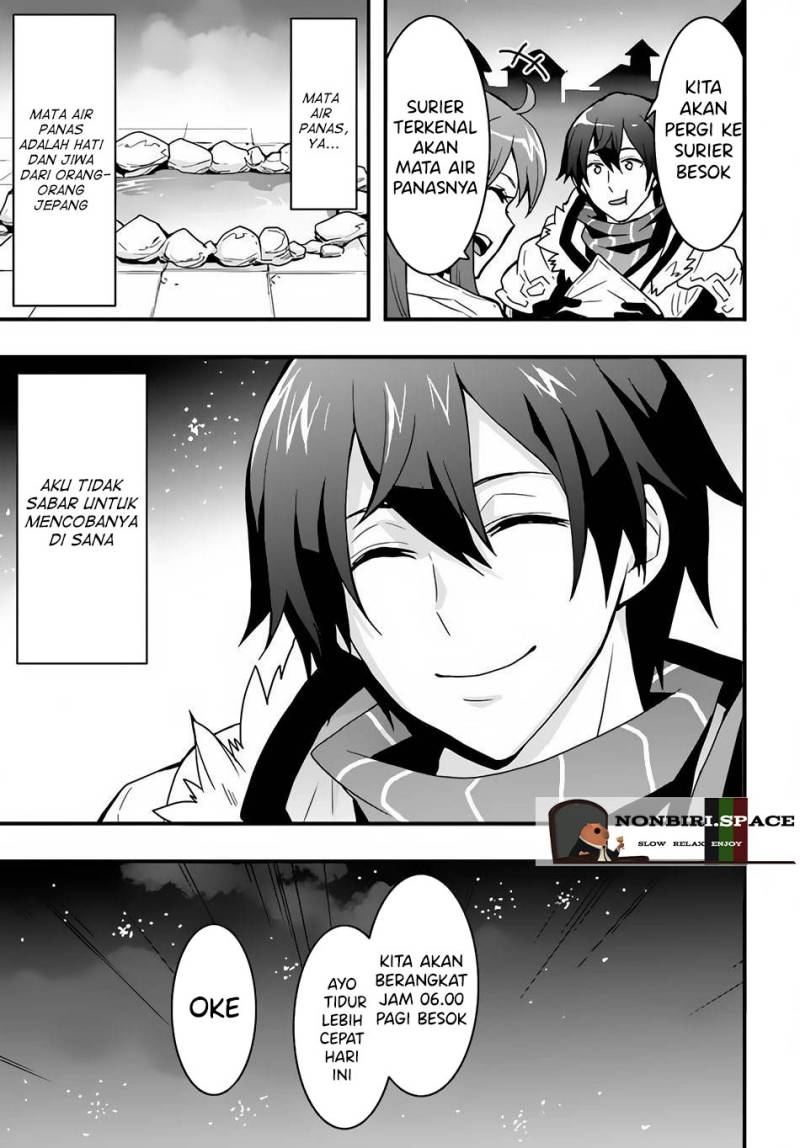 KITA
AKAN
PERGI KE
SURIER
BESOK
SURIER
TERKENAL
AKAN
MATA AIR
PANASNYA
MATA
AIR
PANAS,
YA...
MATA AIR
PANAS
ADALAH HATI
DAN JIWA
DARI ORANG-
ORANG
JEPANG
AKU TIDAK
SABAR UNTUK
MENCOBANYA
DI SANA
NONBIRI.SPACE
SLOW RELAX ENJOY
KITA AKAN
BERANGKAT
JAM 06.00
PAGI BESOK
AYO
TIDUR
LEBIH
CEPAT
HARI
INI
OKE